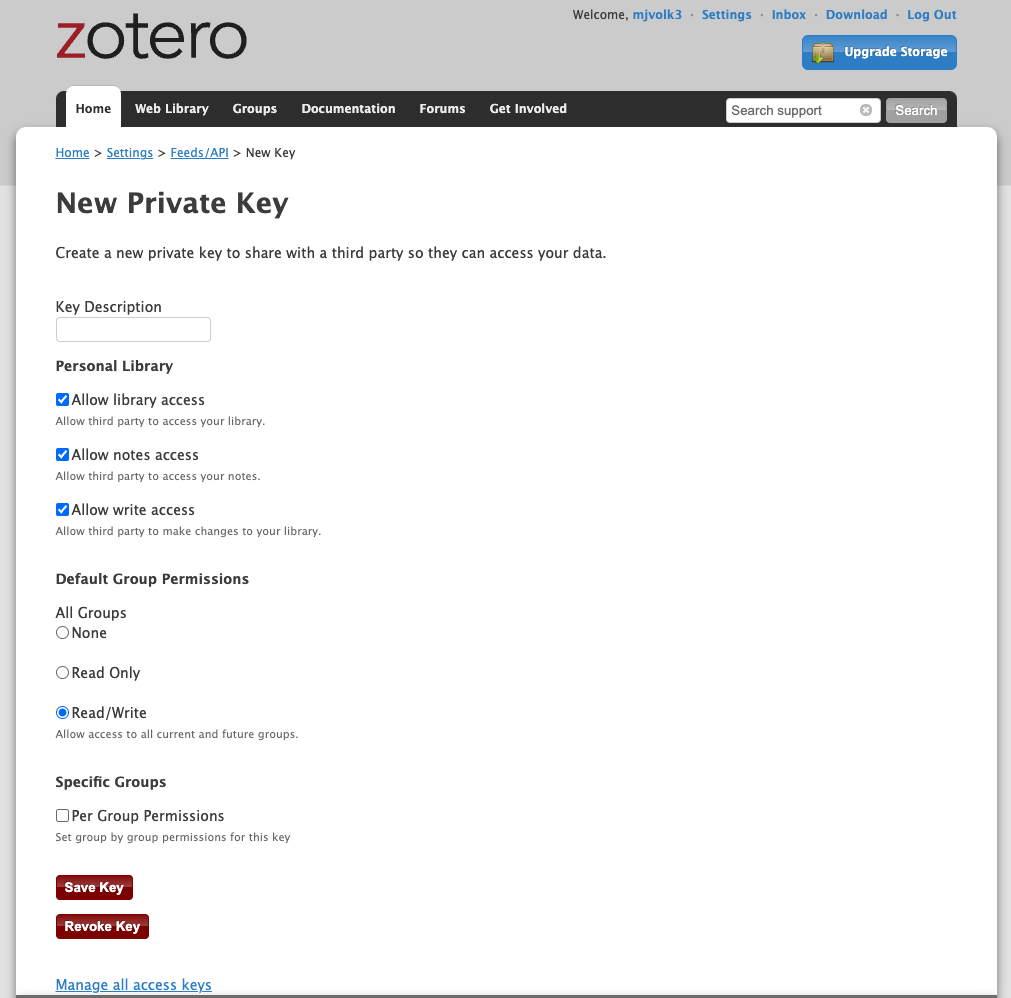 zotero
Welcome, mjvolk3 · Settings · Inbox · Download · Log Out
Upgrade Storage
Home Web Library Groups Documentation Forums Get Involved Search support Search
Home > Settings > Feeds/API > New Key
New Private Key
Create a new private key to share with a third party so they can access your data.
Key Description
Personal Library
Allow library access
Allow third party to access your library.
Allow notes access
Allow third party to access your notes.
Allow write access
Allow third party to make changes to your library.
Default Group Permissions
All Groups
None
Read Only
Read/Write
Allow access to all current and future groups.
Specific Groups
Per Group Permissions
Set group by group permissions for this key
Save Key
Revoke Key
Manage all access keys